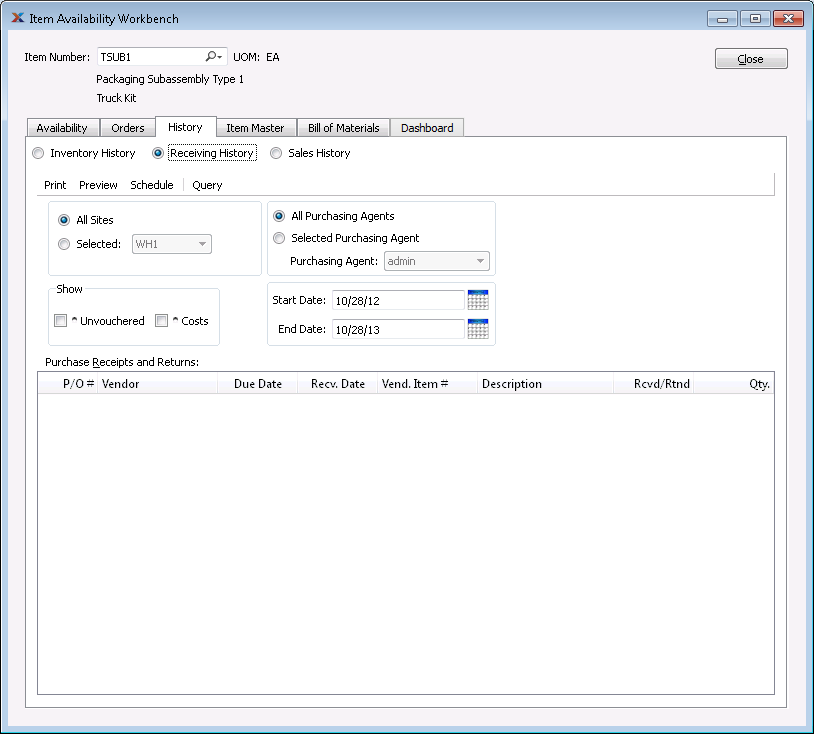 Item Availability Workbench
Item Number: TSUB1 UOM: EA
Close
Packaging Subassembly Type 1
Truck Kit
Availability Orders History Item Master Bill of Materials Dashboard
Inventory History Receiving History Sales History
Print Preview Schedule Query
All Sites
Selected: WH1
All Purchasing Agents
Selected Purchasing Agent
Purchasing Agent: admin
Show
^ Unvouchered ^ Costs
Start Date: 10/28/12
End Date: 10/28/13
Purchase Receipts and Returns:
P/O # Vendor Due Date Recv. Date Vend. Item # Description Rcvd/Rtnd Qty.